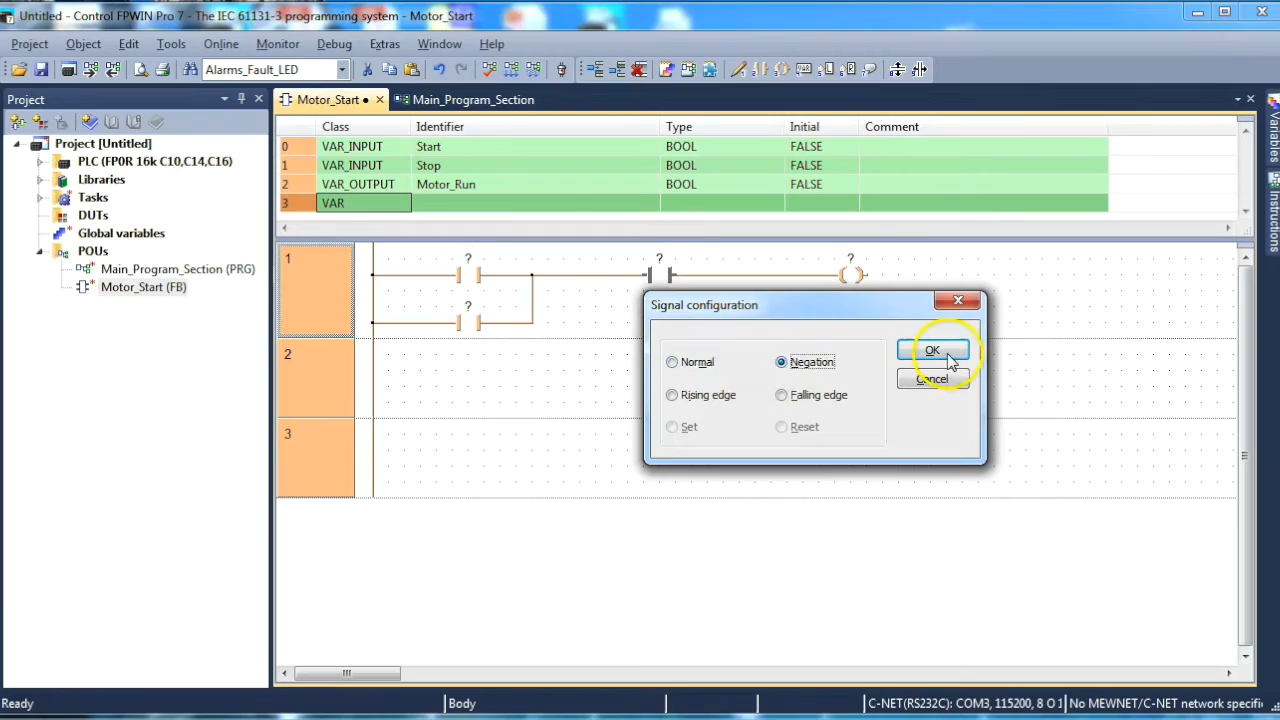 Untitled - Control FPWIN Pro 7 - The IEC 61131-3 programming system - Motor_Start
Project Object Edit Tools Online Monitor Debug Extras Window Help
Alarms_Fault_LED
Project
Motor_Start
Main_Program_Section
Project [Untitled]
PLC (FP0R 16k C10,C14,C16)
Libraries
Tasks
DUTs
Global variables
POUs
Main_Program_Section (PRG)
Motor_Start (FB)
Class Identifier Type Initial Comment
0 VAR_INPUT Start BOOL FALSE
1 VAR_INPUT Stop BOOL FALSE
2 VAR_OUTPUT Motor_Run BOOL FALSE
3 VAR
1
? ? ?
?
2
3
Signal configuration
Normal Negation
Rising edge Falling edge
Set Reset
OK
Cancel
Variables
Instructions
Ready Body C-NET(RS232C): COM3, 115200, 8 O 1 No MEWNET/C-NET network specifi